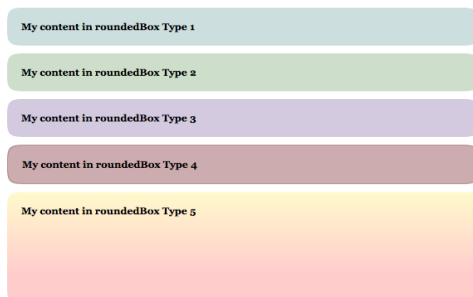 My content in roundedBox Type 1
My content in roundedBox Type 2
My content in roundedBox Type 3
My content in roundedBox Type 4
My content in roundedBox Type 5